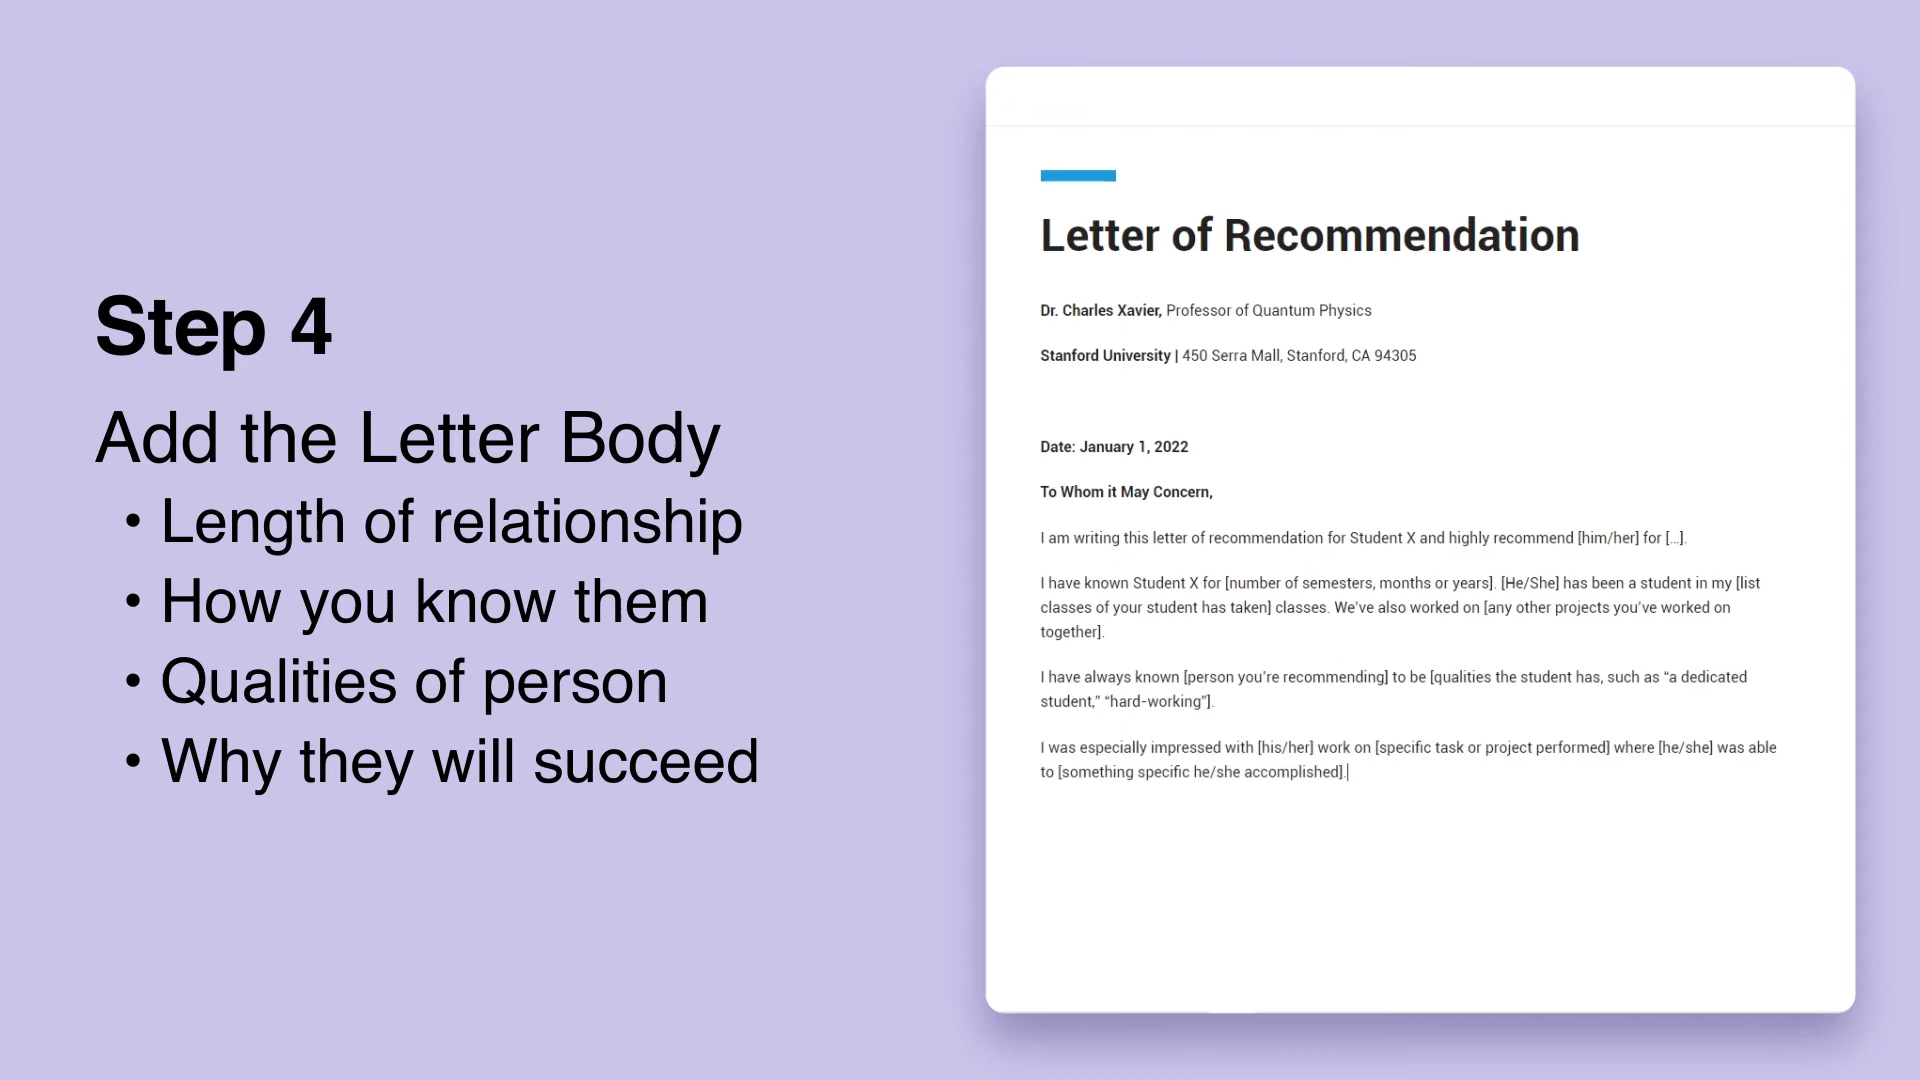 Step 4
Add the Letter Body
• Length of relationship
• How you know them
• Qualities of person
• Why they will succeed
Letter of Recommendation
Dr. Charles Xavier, Professor of Quantum Physics
Stanford University | 450 Serra Mall, Stanford, CA 94305
Date: January 1, 2022
To Whom it May Concern,
I am writing this letter of recommendation for Student X and highly recommend [him/her] for [...].
I have known Student X for [number of semesters, months or years]. [He/She] has been a student in my [list
classes of your student has taken] classes. We've also worked on [any other projects you've worked on
together].
I have always known [person you're recommending] to be [qualities the student has, such as “a dedicated
student,” “hard-working”].
I was especially impressed with [his/her] work on [specific task or project performed] where [he/she] was able
to [something specific he/she accomplished].